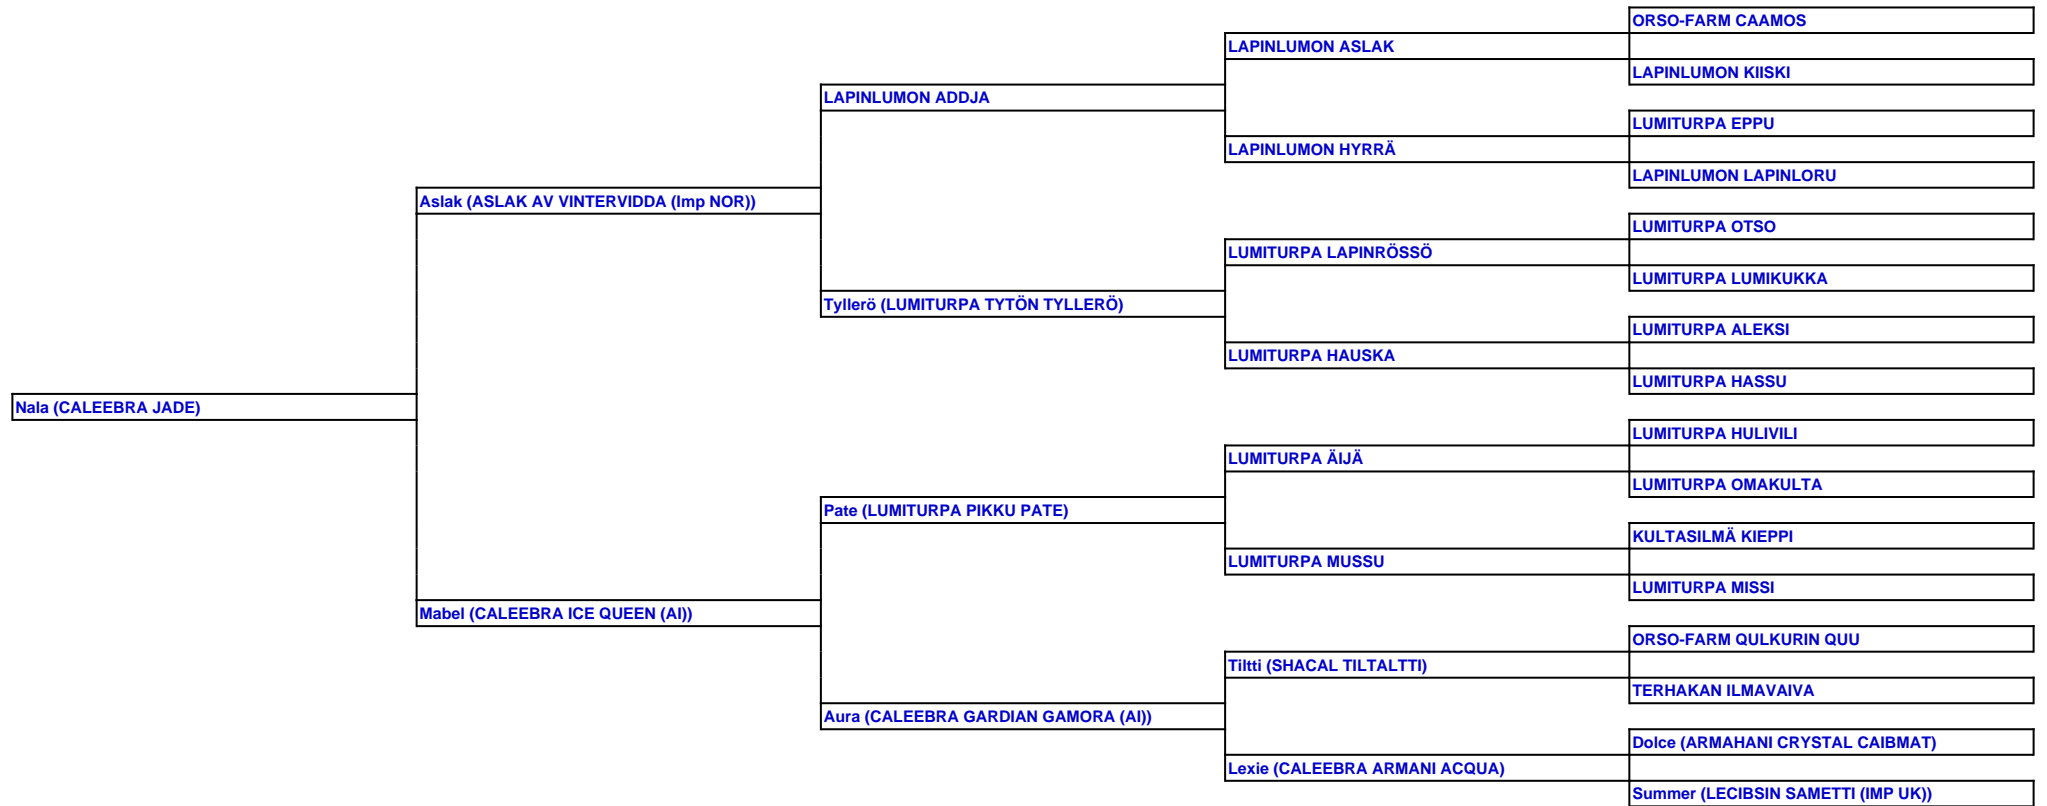 ORSO-FARM CAAMOS
LAPINLUMON ASLAK
LAPINLUMON KIISKI
LAPINLUMON ADDJA
LUMITURPA EPPU
LAPINLUMON HYRRÄ
LAPINLUMON LAPINLORU
Aslak (ASLAK AV VINTERVIDDA (Imp NOR))
LUMITURPA OTSO
LUMITURPA LAPINRÖSSÖ
LUMITURPA LUMIKUKKA
Tyllerö (LUMITURPA TYTÖN TYLLERÖ)
LUMITURPA ALEKSI
LUMITURPA HAUSKA
LUMITURPA HASSU
Nala (CALEEBRA JADE)
LUMITURPA HULIVILI
LUMITURPA ÄIJÄ
LUMITURPA OMAKULTA
Pate (LUMITURPA PIKKU PATE)
KULTASILMÄ KIEPPI
LUMITURPA MUSSU
LUMITURPA MISSI
Mabel (CALEEBRA ICE QUEEN (AI))
ORSO-FARM QULKURIN QUU
Tiltti (SHACAL TILTALTTI)
TERHAKAN ILMAVAIVA
Aura (CALEEBRA GARDIAN GAMORA (AI))
Dolce (ARMAHANI CRYSTAL CAIBMAT)
Lexie (CALEEBRA ARMANI ACQUA)
Summer (LECIBSIN SAMETTI (IMP UK))